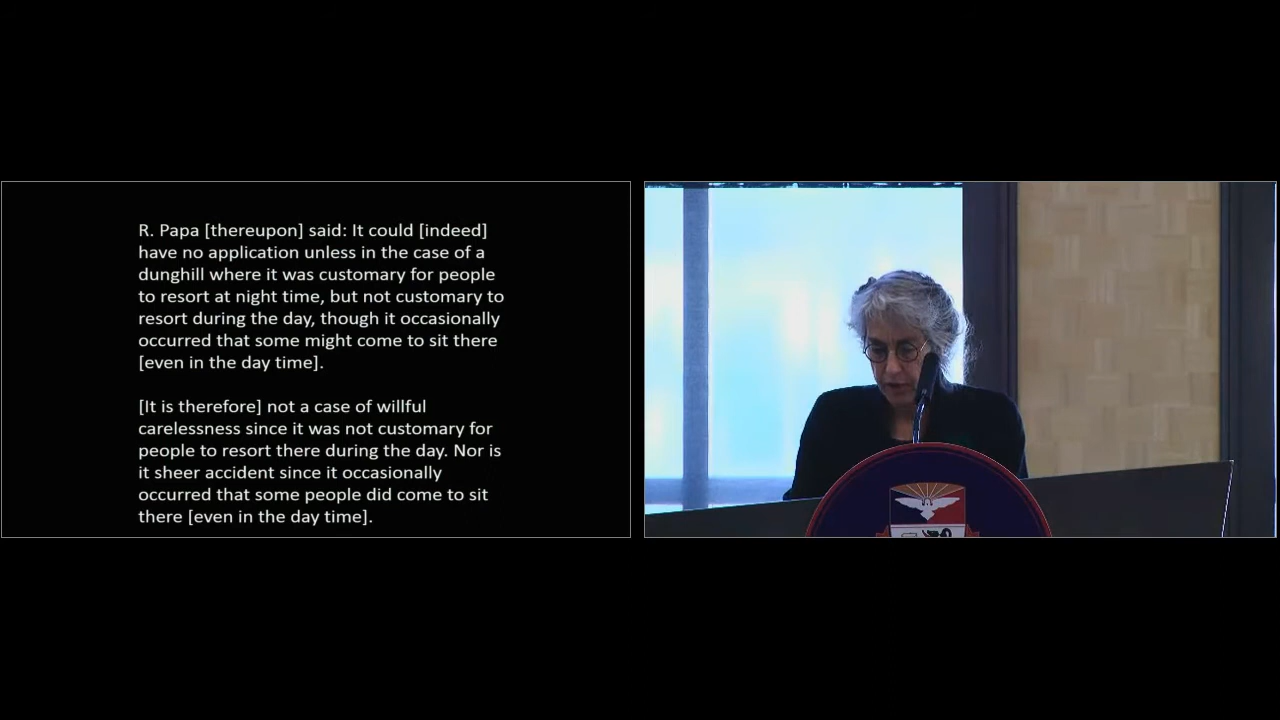 R. Papa [thereupon] said: It could [indeed]
have no application unless in the case of a
dunghill where it was customary for people
to resort at night time, but not customary to
resort during the day, though it occasionally
occurred that some might come to sit there
[even in the day time].
[It is therefore] not a case of willful
carelessness since it was not customary for
people to resort there during the day. Nor is
it sheer accident since it occasionally
occurred that some people did come to sit
there [even in the day time].